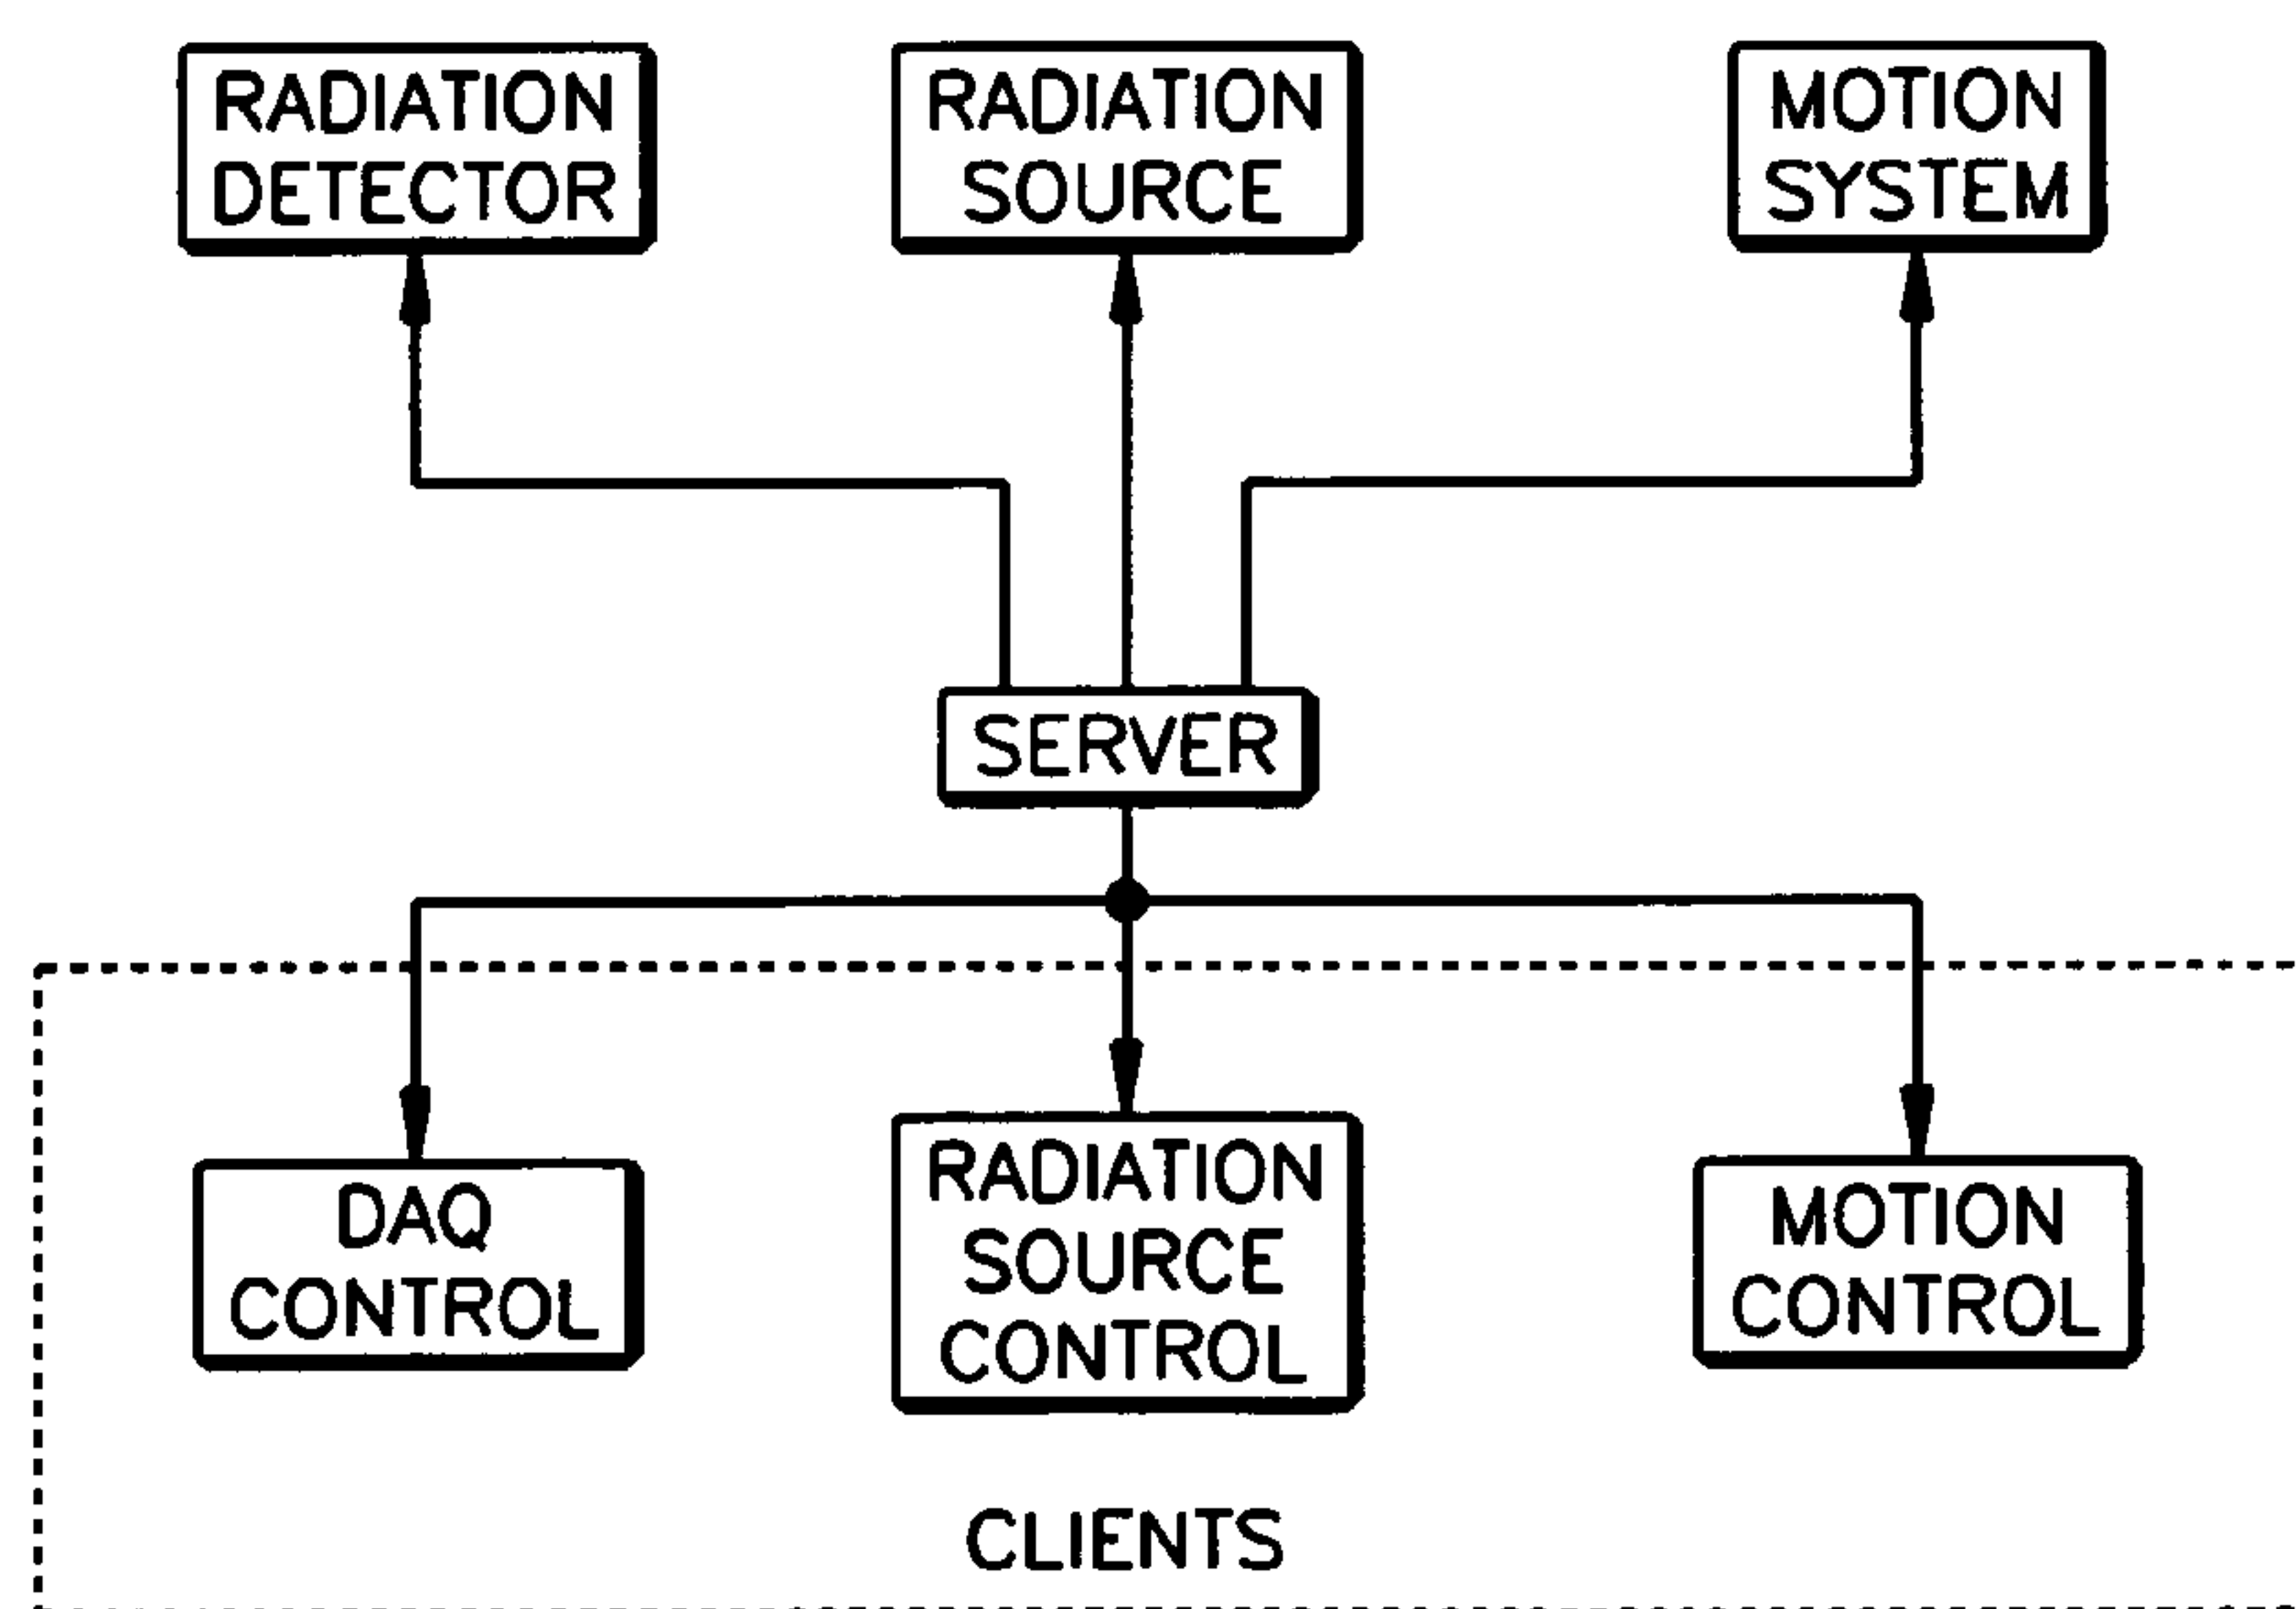 RADIATION
DETECTOR
RADIATION
SOURCE
MOTION
SYSTEM
SERVER
DAQ
CONTROL
RADIATION
SOURCE
CONTROL
MOTION
CONTROL
CLIENTS